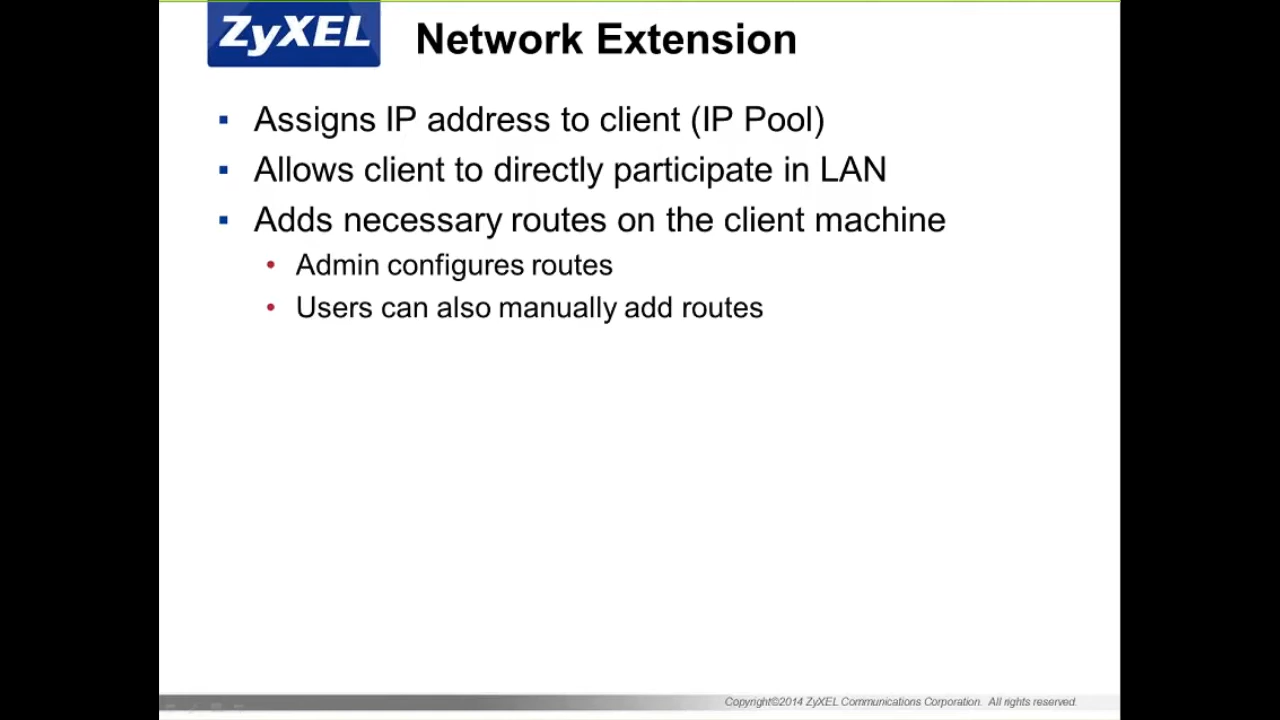 ZyXEL
Network Extension
▪ Assigns IP address to client (IP Pool)
▪ Allows client to directly participate in LAN
▪ Adds necessary routes on the client machine
• Admin configures routes
• Users can also manually add routes
Copyright©2014 ZyXEL Communications Corporation. All rights reserved.